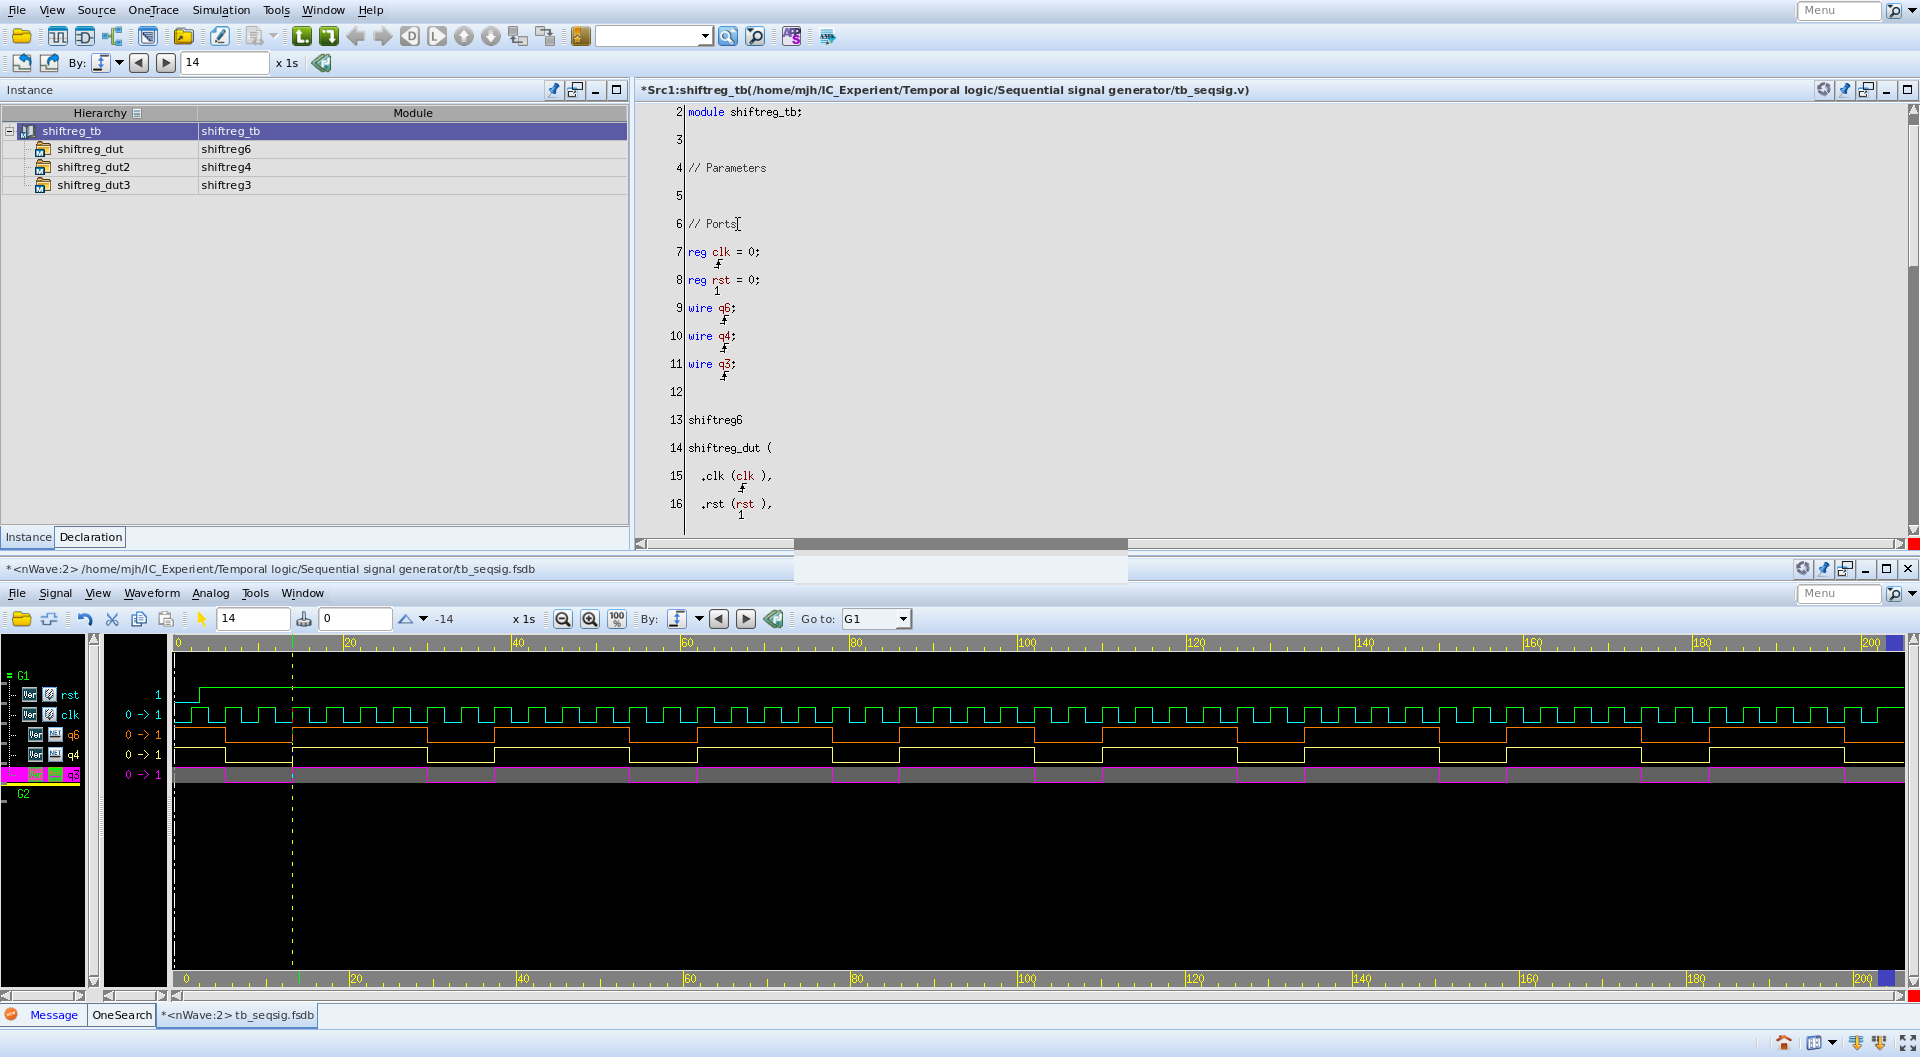 File View Source OneTrace Simulation Tools Window Help Menu
By: 14 x 1s
Instance
Hierarchy Module
shiftreg_tb shiftreg_tb
shiftreg_dut shiftreg6
shiftreg_dut2 shiftreg4
shiftreg_dut3 shiftreg3
Instance Declaration
*Src1:shiftreg_tb(/home/mjh/IC_Experient/Temporal logic/Sequential signal generator/tb_seqsig.v)
2 module shiftreg_tb;
3
4 // Parameters
5
6 // Ports
7 reg clk = 0;
8 reg rst = 0;
1
9 wire q6;
10 wire q4;
11 wire q3;
12
13 shiftreg6
14 shiftreg_dut (
15 .clk (clk ),
16 .rst (rst ),
1
*<nWave:2> /home/mjh/IC_Experient/Temporal logic/Sequential signal generator/tb_seqsig.fsdb
File Signal View Waveform Analog Tools Window Menu
14 0 -14 x 1s 100% By: Go to: G1
0 20 40 60 80 100 120 140 160 180 200
G1
rst 1
clk 0 -> 1
q6 0 -> 1
q4 0 -> 1
q3 0 -> 1
G2
0 20 40 60 80 100 120 140 160 180 200
Message OneSearch *<nWave:2> tb_seqsig.fsdb